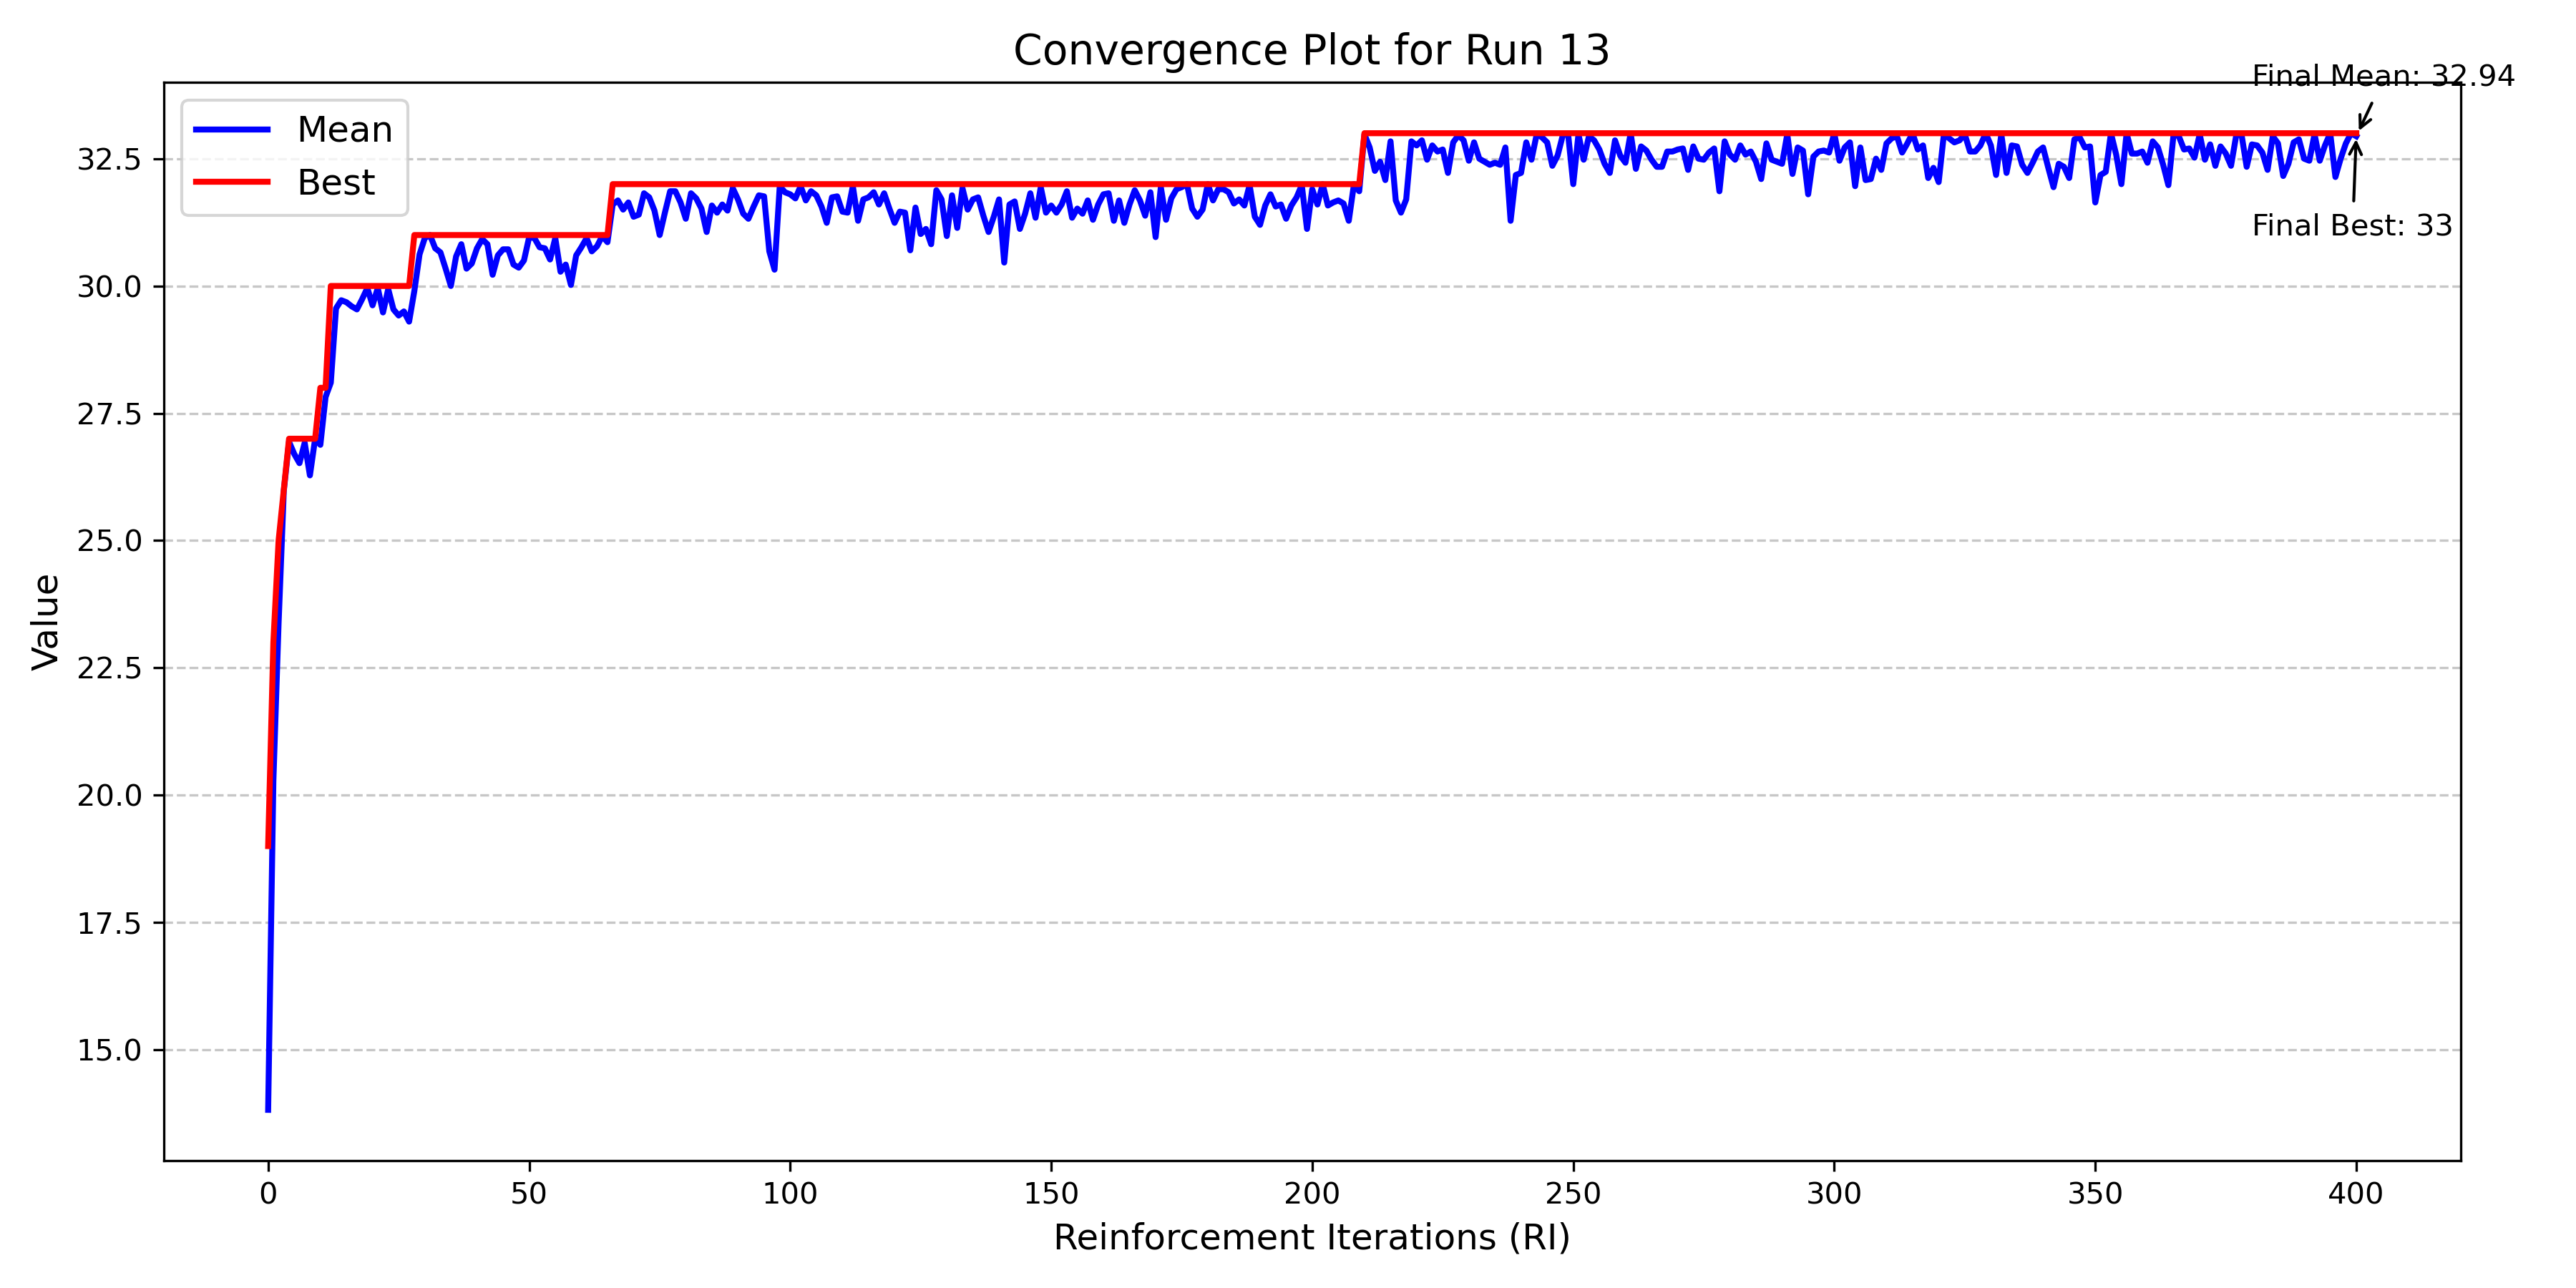 Convergence Plot for Run 13
Final Mean: 32.94
Mean
Best
Final Best: 33
32.5
30.0
27.5
25.0
22.5
20.0
17.5
15.0
Value
0 50 100 150 200 250 300 350 400
Reinforcement Iterations (RI)